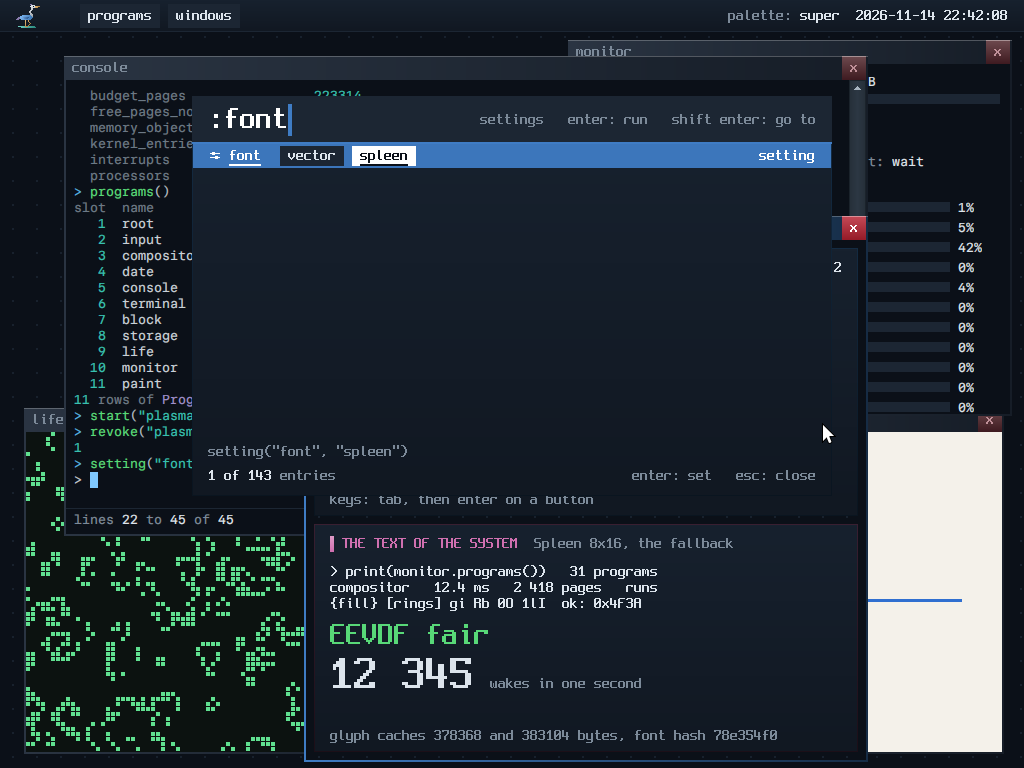 programs windows palette: super 2026-11-14 22:42:08
monitor x
console x
budget_pages 223314
free_pages_no
memory_object
kernel_entrie
interrupts
processors
> programs()
slot name
1 root
2 input
3 composito
4 date
5 console
6 terminal
7 block
8 storage
9 life
10 monitor
11 paint
11 rows of Prog
> start("plasma
> revoke("plasm
1
> setting("font
>
lines 22 to 45 of 45
:font settings enter: run shift enter: go to
font vector spleen setting
setting("font", "spleen")
1 of 143 entries enter: set esc: close
B
t: wait
1%
5%
42%
0%
4%
0%
0%
0%
0%
0%
0%
x
2
life
x
keys: tab, then enter on a button
THE TEXT OF THE SYSTEM Spleen 8x16, the fallback
> print(monitor.programs()) 31 programs
compositor 12.4 ms 2 418 pages runs
{fill} [rings] gi Rb 0O 1lI ok: 0x4F3A
EEVDF fair
12 345 wakes in one second
glyph caches 378368 and 383104 bytes, font hash 78e354f0